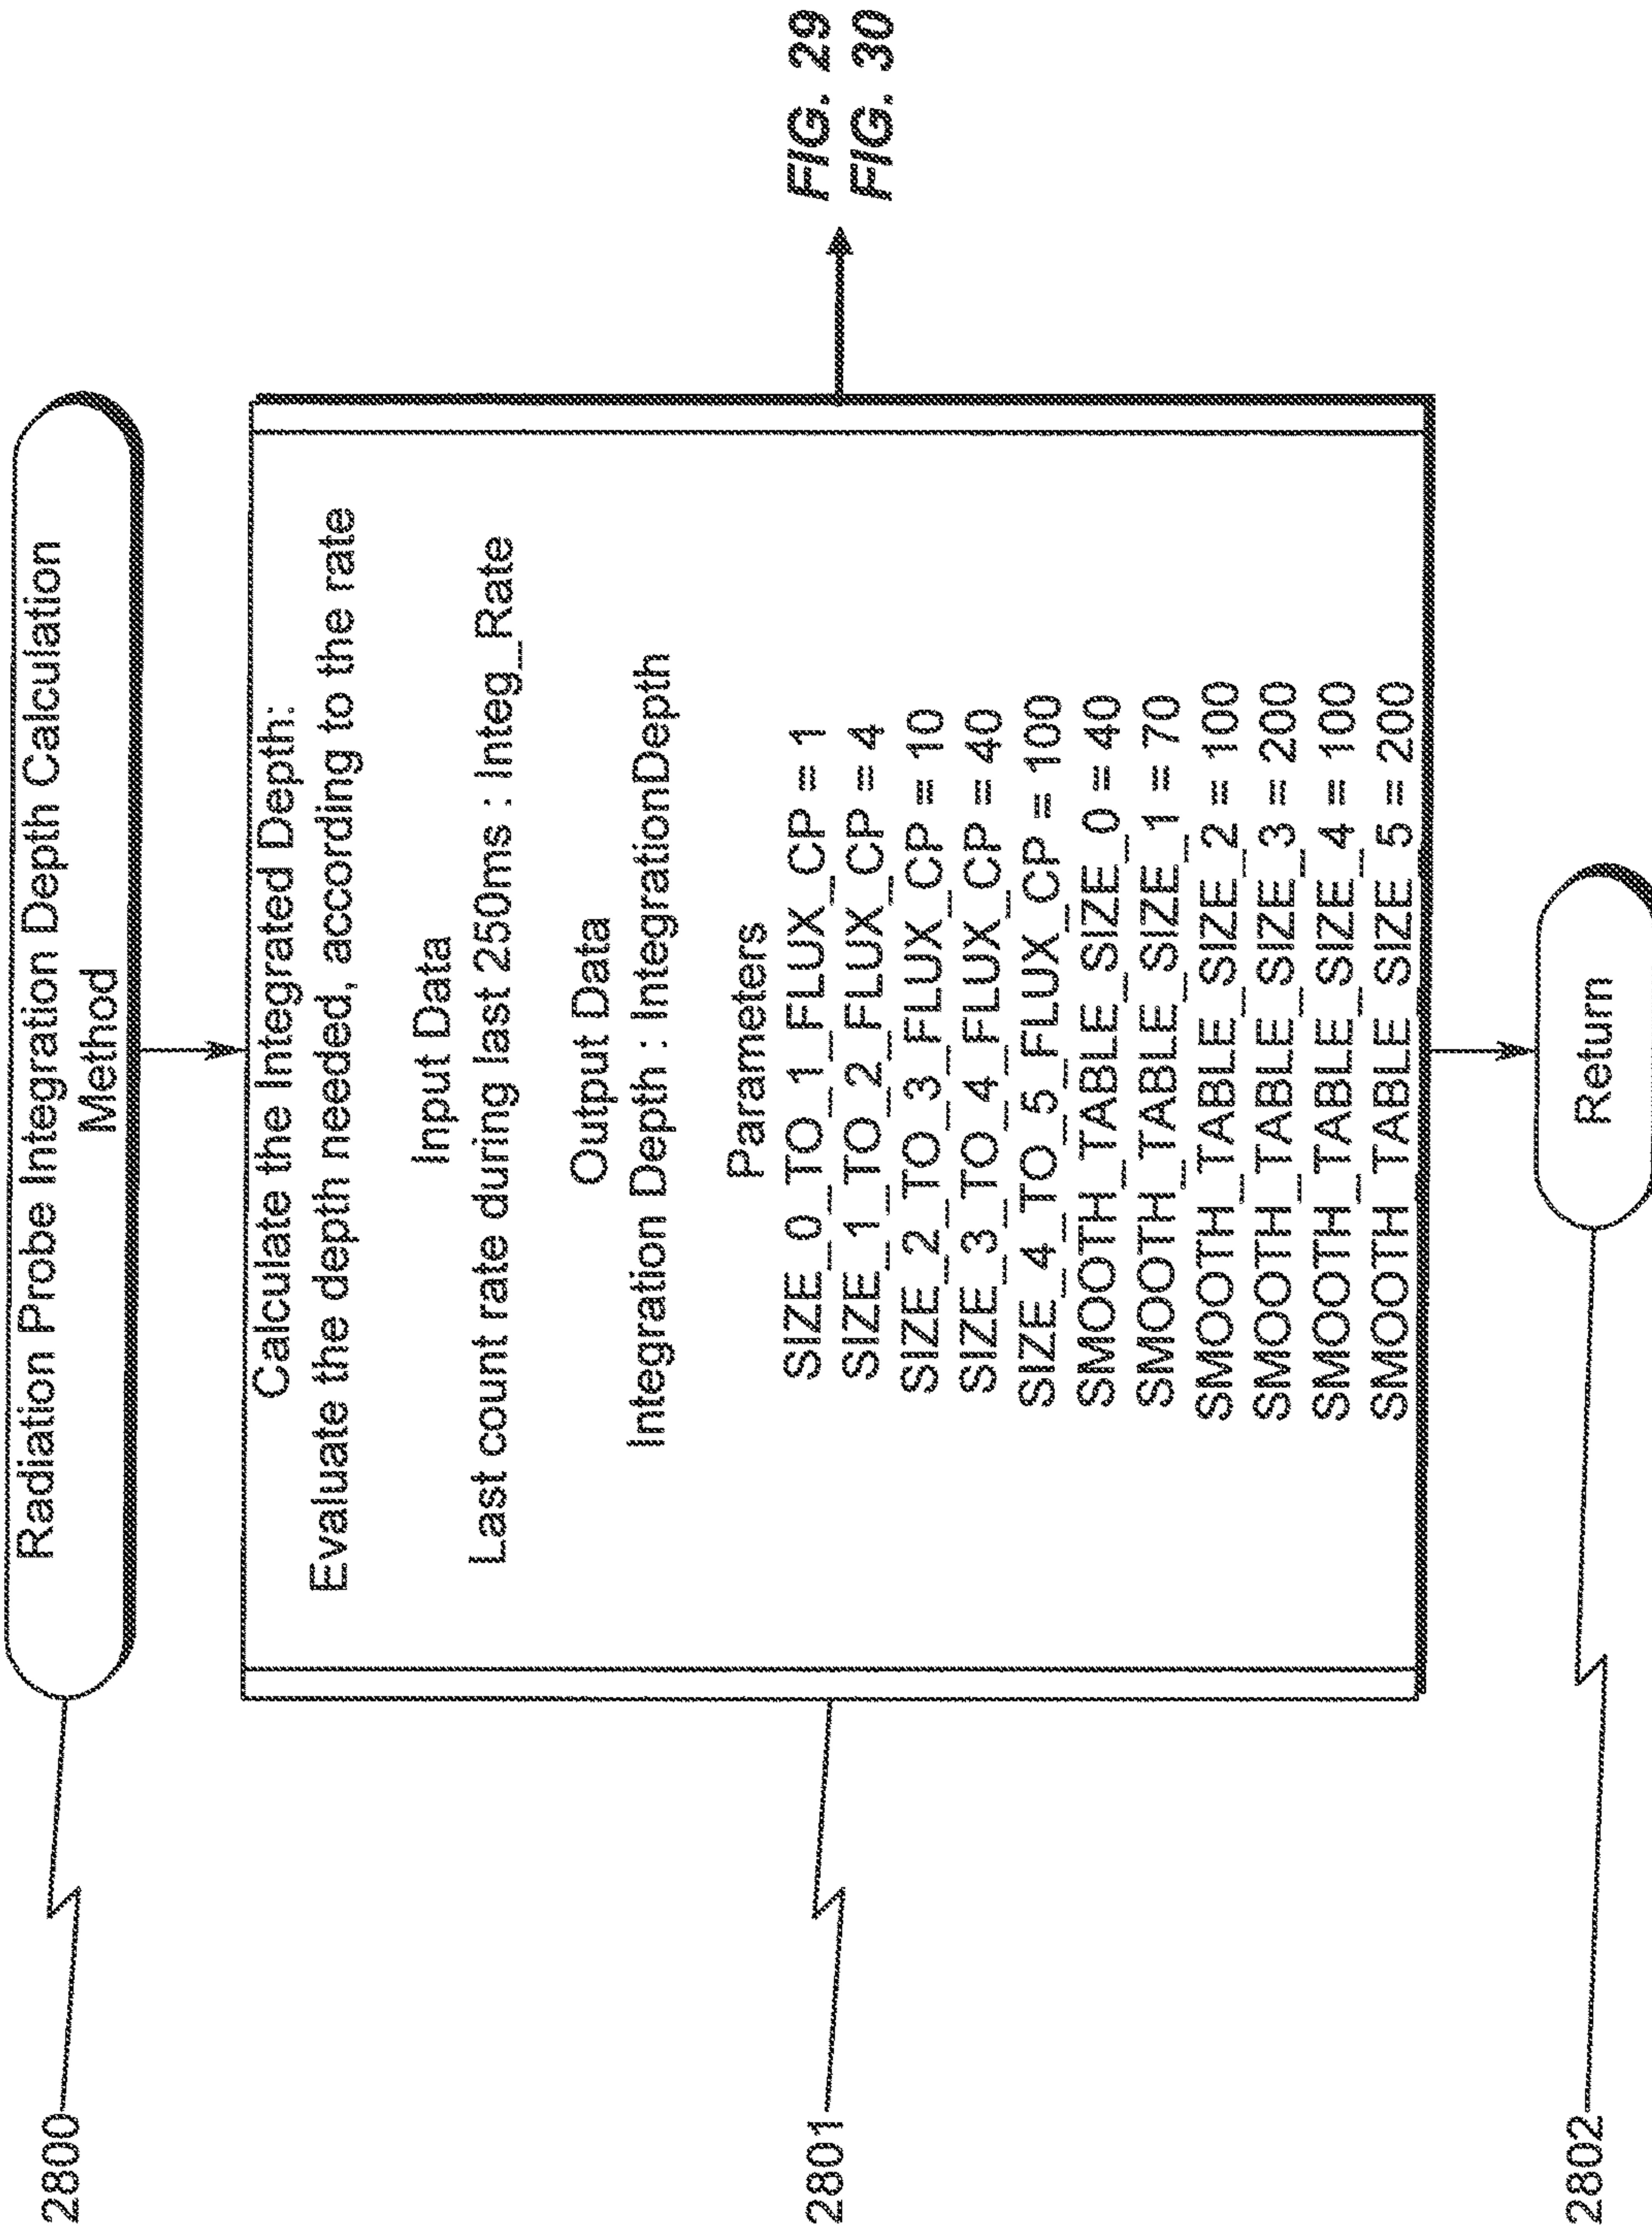 2800
Radiation Probe Integration Depth Calculation
Method
2801
Calculate the Integrated Depth:
Evaluate the depth needed, according to the rate
Input Data
Last count rate during last 250ms : Integ_Rate
Output Data
Integration Depth : IntegrationDepth
Parameters
SIZE_0_TO_1_FLUX_CP = 1
SIZE_1_TO_2_FLUX_CP = 4
SIZE_2_TO_3_FLUX_CP = 10
SIZE_3_TO_4_FLUX_CP = 40
SIZE_4_TO_5_FLUX_CP = 100
SMOOTH_TABLE_SIZE_0 = 40
SMOOTH_TABLE_SIZE_1 = 70
SMOOTH_TABLE_SIZE_2 = 100
SMOOTH_TABLE_SIZE_3 = 200
SMOOTH_TABLE_SIZE_4 = 100
SMOOTH_TABLE_SIZE_5 = 200
FIG. 29
FIG. 30
2802
Return